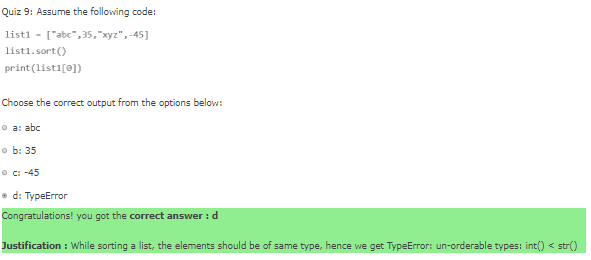 Quiz 9: Assume the following code:
list1 = ["abc",35,"xyz",-45]
list1.sort()
print(list1[0])
Choose the correct output from the options below:
a: abc
b: 35
c: -45
d: TypeError
Congratulations! you got the correct answer : d
Justification : While sorting a list, the elements should be of same type, hence we get TypeError: un-orderable types: int() < str()